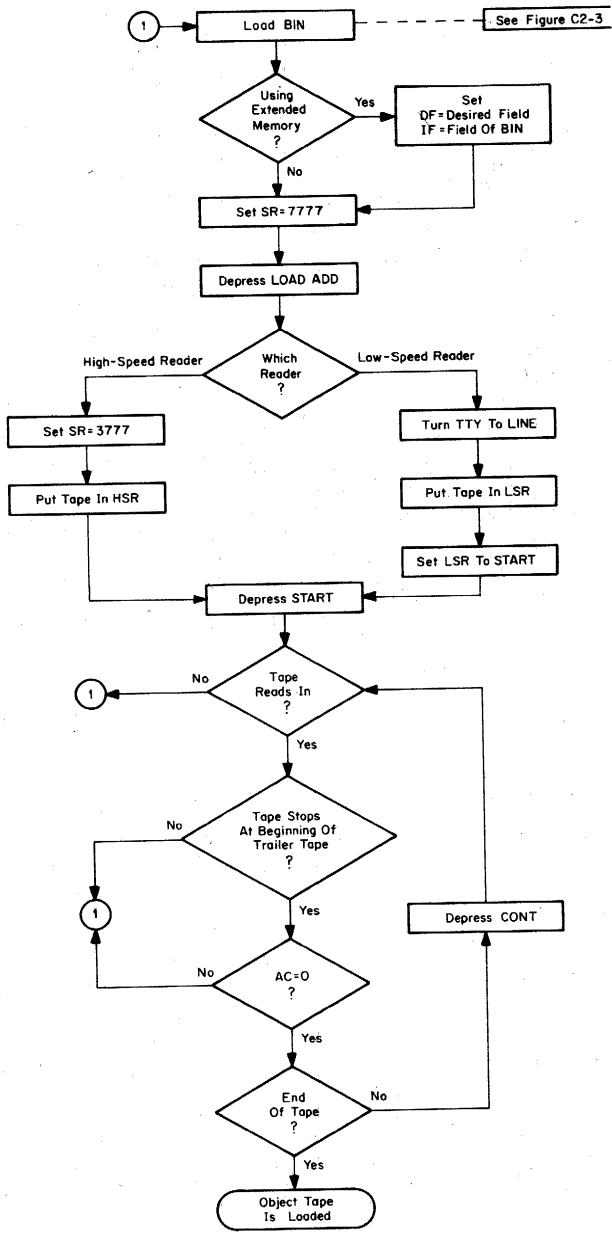 1
Load BIN
See Figure C2-3
Using
Extended
Memory
?
Yes
Set
DF=Desired Field
IF=Field Of BIN
No
Set SR=7777
Depress LOAD ADD
High-Speed Reader
Which
Reader
?
Low-Speed Reader
Set SR=3777
Turn TTY To LINE
Put Tape In HSR
Put Tape In LSR
Set LSR To START
Depress START
No
Tape
Reads In
?
1
Yes
No
Tape Stops
At Beginning Of
Trailer Tape
?
1
Yes
Depress CONT
No
AC=0
?
Yes
End
Of Tape
?
No
Yes
Object Tape
Is Loaded